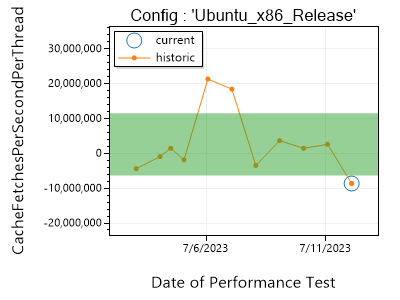 Config : 'Ubuntu_x86_Release'
current
historic
CacheFetchesPerSecondPerThread
30,000,000
20,000,000
10,000,000
0
-10,000,000
-20,000,000
7/6/2023
7/11/2023
Date of Performance Test